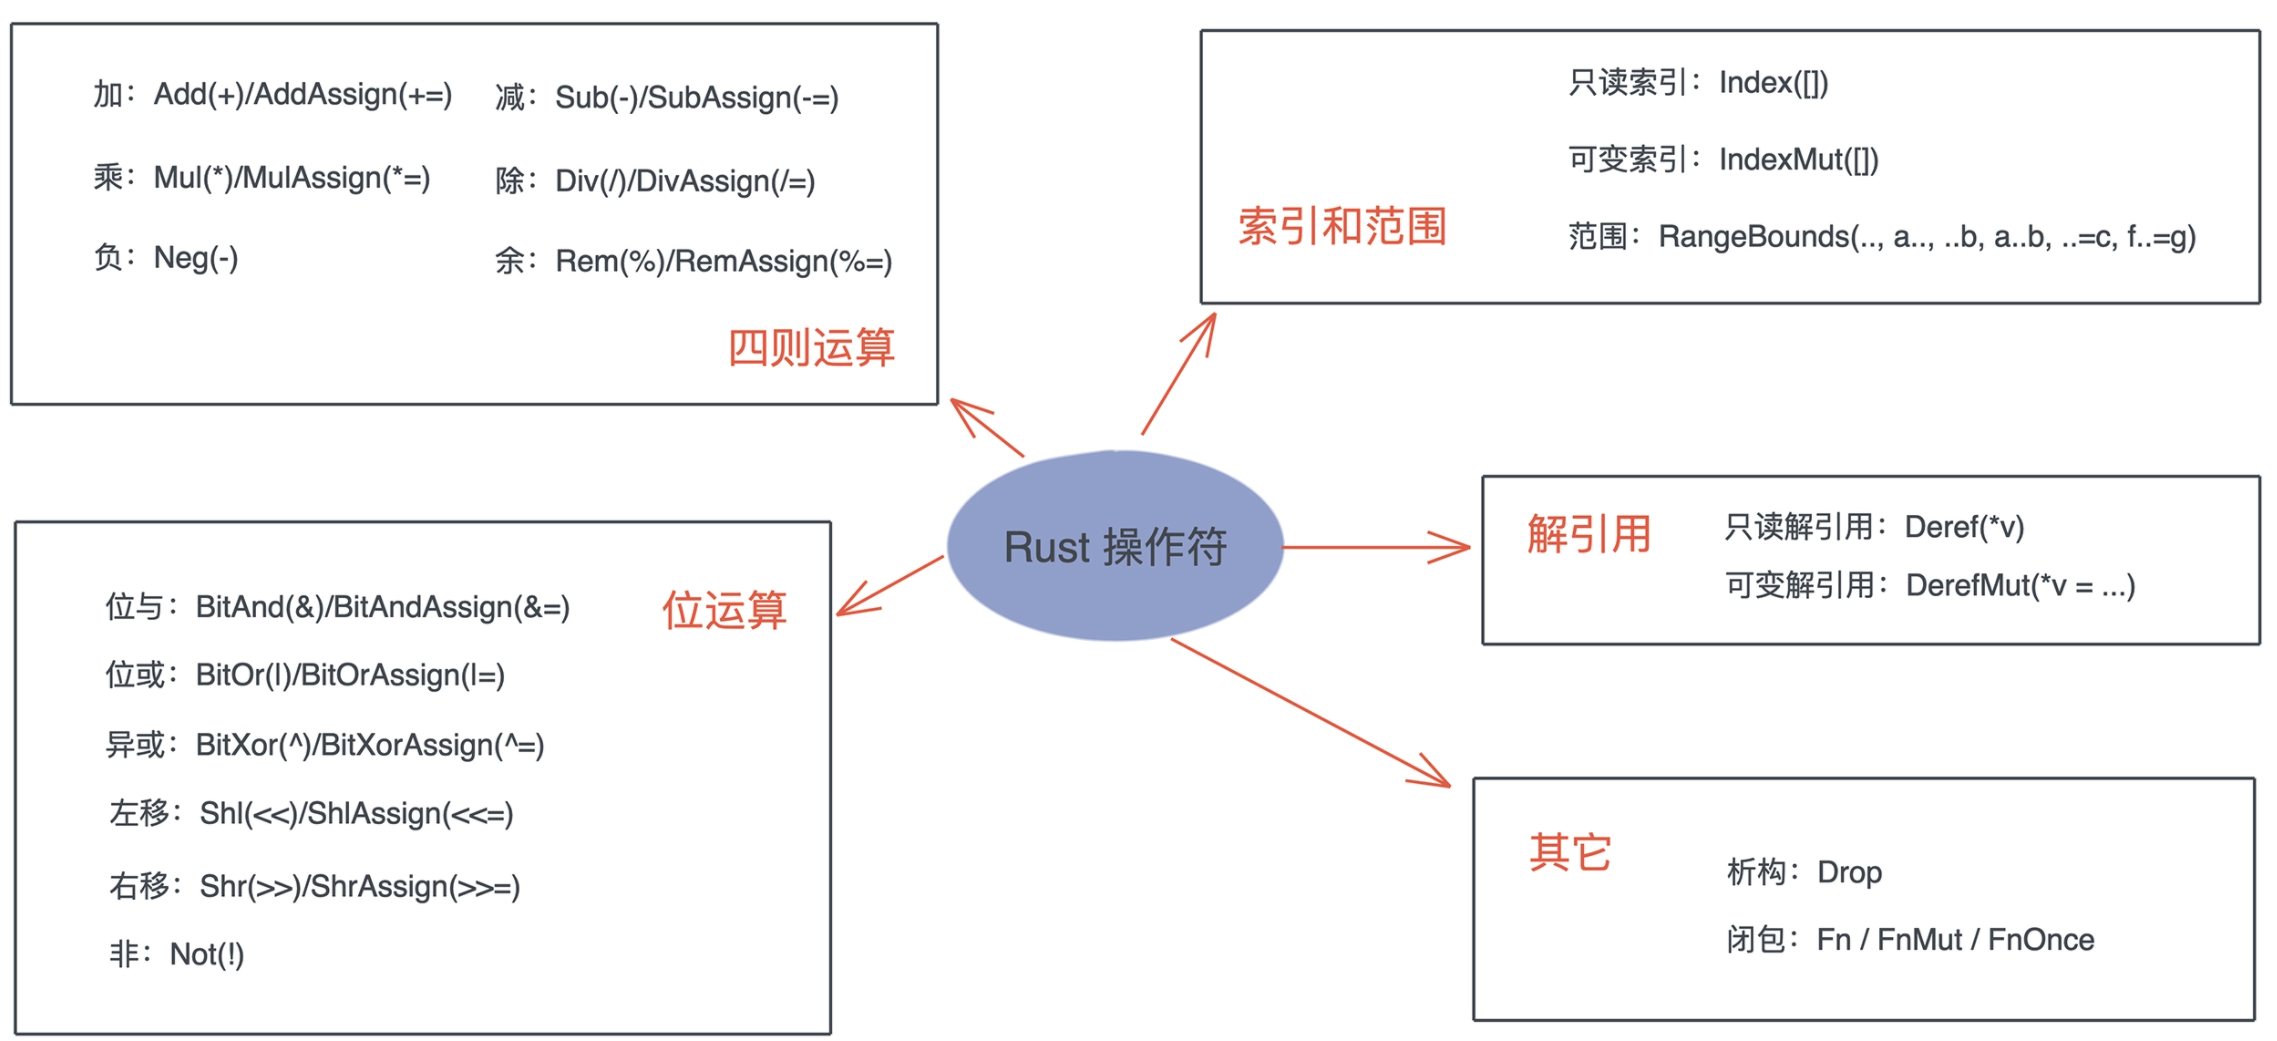 加：Add(+)/AddAssign(+=)
减：Sub(-)/SubAssign(-=)
乘：Mul(*)/MulAssign(*=)
除：Div(/)/DivAssign(/=)
负：Neg(-)
余：Rem(%)/RemAssign(%=)
四则运算
索引和范围
只读索引：Index([])
可变索引：IndexMut([])
范围：RangeBounds(.., a.., ..b, a..b, ..=c, f..=g)
Rust 操作符
解引用
只读解引用：Deref(*v)
可变解引用：DerefMut(*v = ...)
位运算
位与：BitAnd(&)/BitAndAssign(&=)
位或：BitOr(|)/BitOrAssign(|=)
异或：BitXor(^)/BitXorAssign(^=)
左移：Shl(<<)/ShlAssign(<<=)
右移：Shr(>>)/ShrAssign(>>=)
非：Not(!)
其它
析构：Drop
闭包：Fn / FnMut / FnOnce